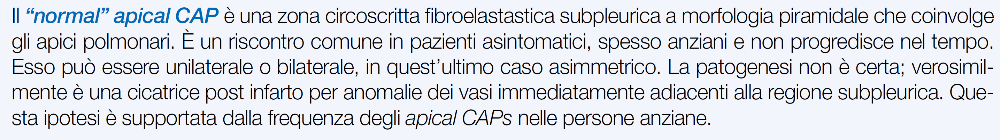 Il “normal” apical CAP è una zona circoscritta fibroelastastica subpleurica a morfologia piramidale che coinvolge
gli apici polmonari. È un riscontro comune in pazienti asintomatici, spesso anziani e non progredisce nel tempo.
Esso può essere unilaterale o bilaterale, in quest’ultimo caso asimmetrico. La patogenesi non è certa; verosimil-
mente è una cicatrice post infarto per anomalie dei vasi immediatamente adiacenti alla regione subpleurica. Que-
sta ipotesi è supportata dalla frequenza degli apical CAPs nelle persone anziane.